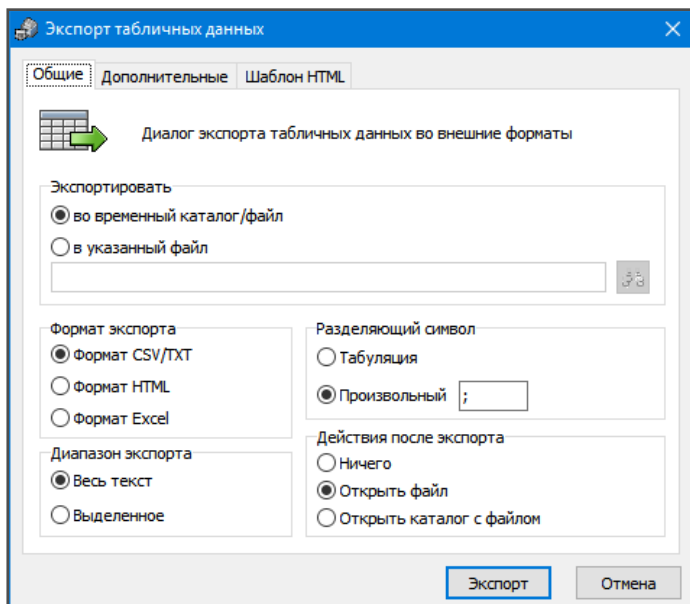 Экспорт табличных данных
Общие Дополнительные Шаблон HTML
Диалог экспорта табличных данных во внешние форматы
Экспортировать
во временный каталог/файл
в указанный файл
Формат экспорта
Формат CSV/TXT
Формат HTML
Формат Excel
Разделяющий символ
Табуляция
Произвольный ;
Диапазон экспорта
Весь текст
Выделенное
Действия после экспорта
Ничего
Открыть файл
Открыть каталог с файлом
Экспорт Отмена